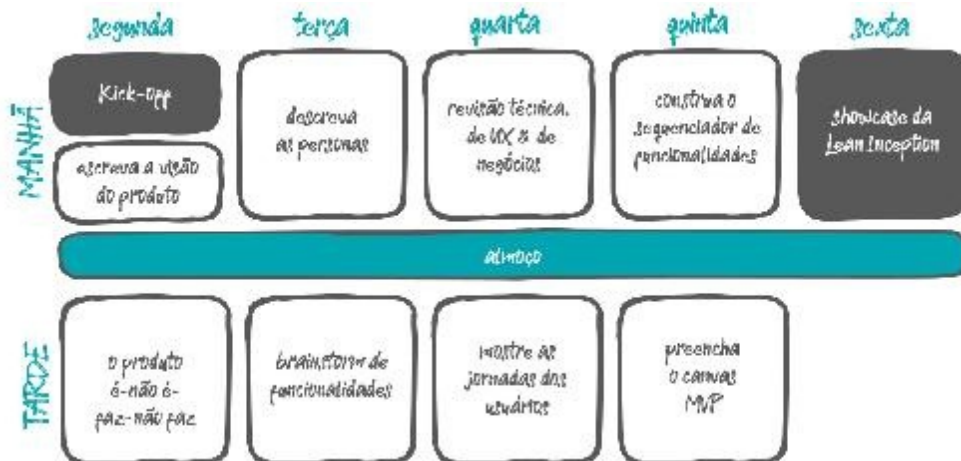 segunda
terça
quarta
quinta
sexta
MANHÃ
Kick-off
escreva a visão
do produto
descreva
as personas
revisão técnica,
de UX & de
negócios
construa o
sequenciador de
funcionalidades
showcase da
Lean Inception
almoço
TARDE
o produto
é-não é-
faz-não faz
brainstorm de
funcionalidades
mostre as
jornadas dos
usuários
preencha
o canvas
MVP